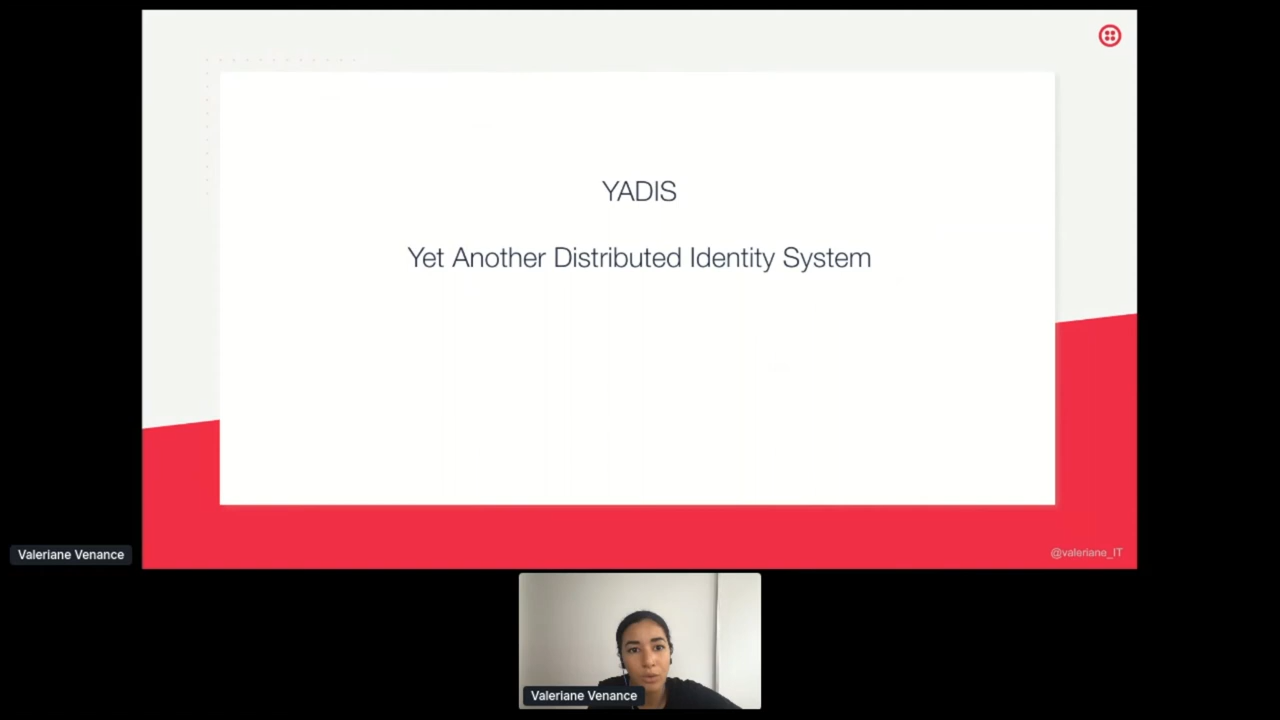 YADIS
Yet Another Distributed Identity System
@valeriane_IT
Valeriane Venance
Valeriane Venance